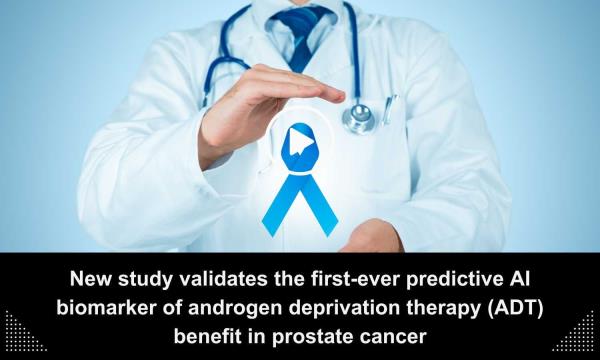 New study validates the first-ever predictive AI
biomarker of androgen deprivation therapy (ADT)
benefit in prostate cancer